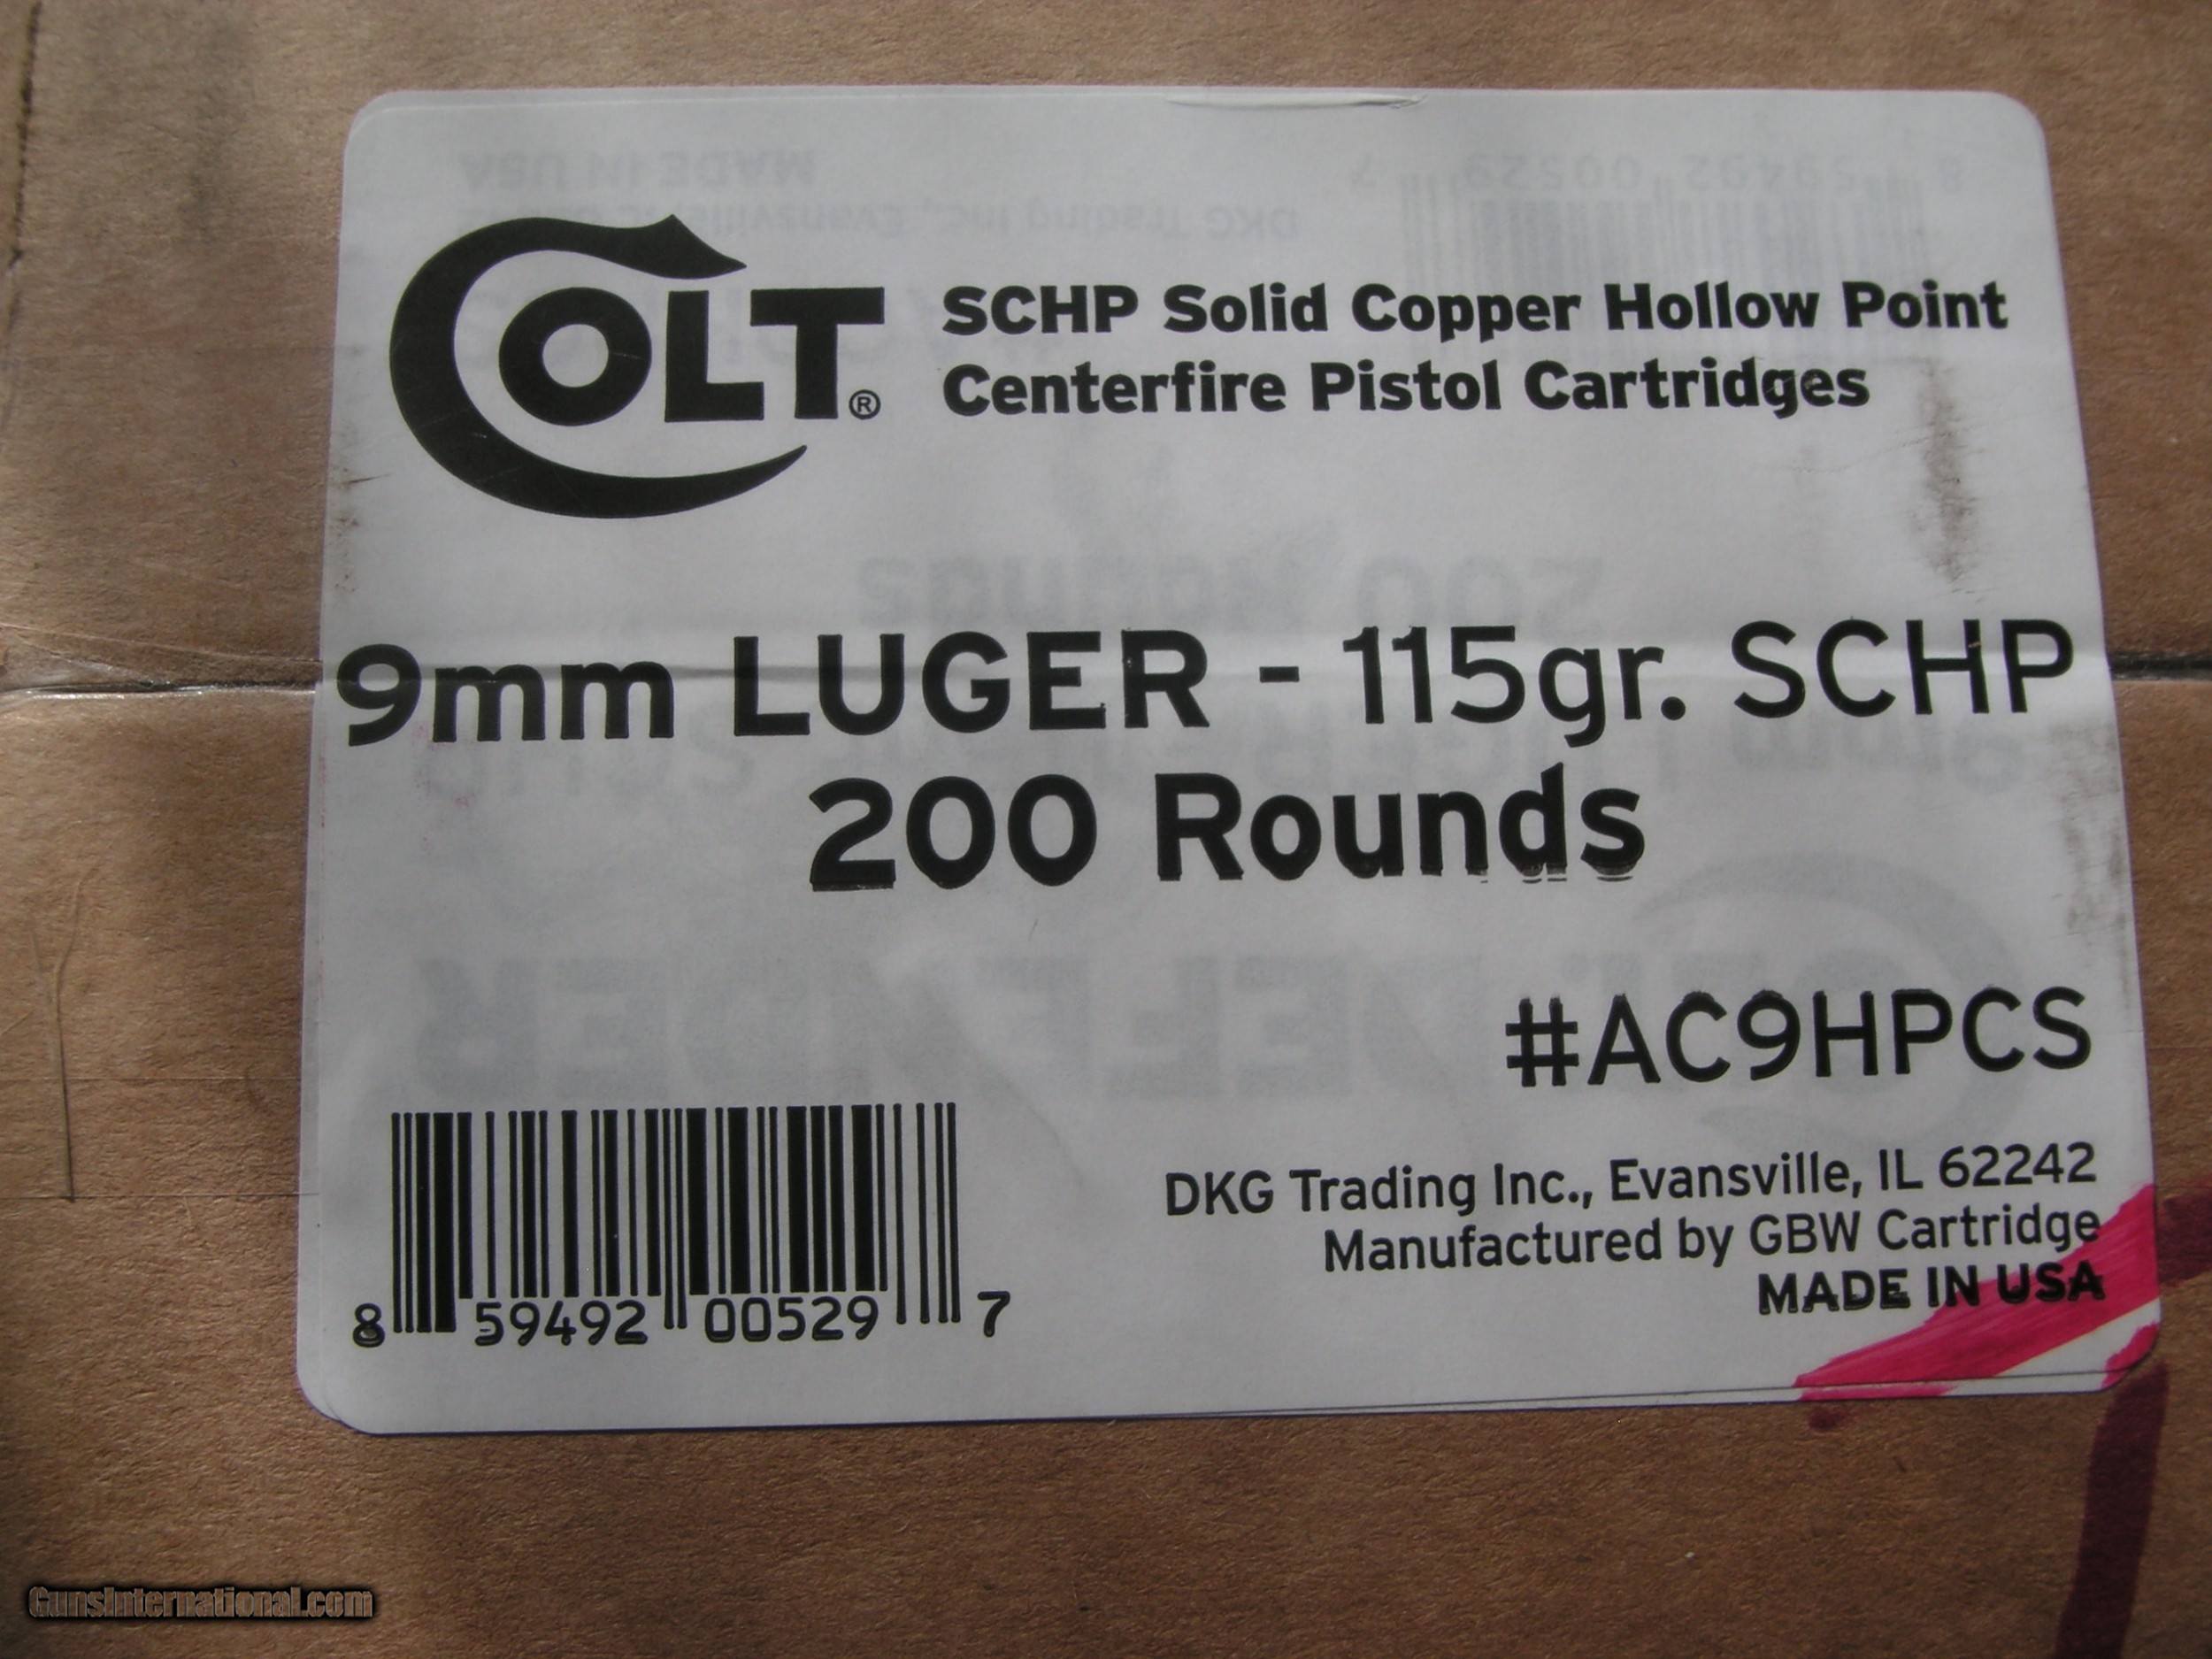 COLT®
SCHP Solid Copper Hollow Point
Centerfire Pistol Cartridges
9mm LUGER - 115gr. SCHP
200 Rounds
#AC9HPCS
8 59492 00529 7
DKG Trading Inc., Evansville, IL 62242
Manufactured by GBW Cartridge
MADE IN USA
GunsInternational.com